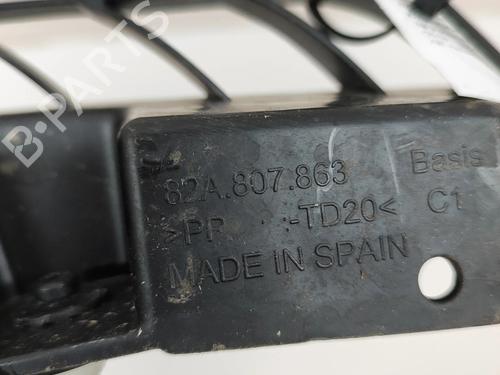 B-PARTS
82A.807.863 Basis
>PP -TD20< C1
MADE IN SPAIN